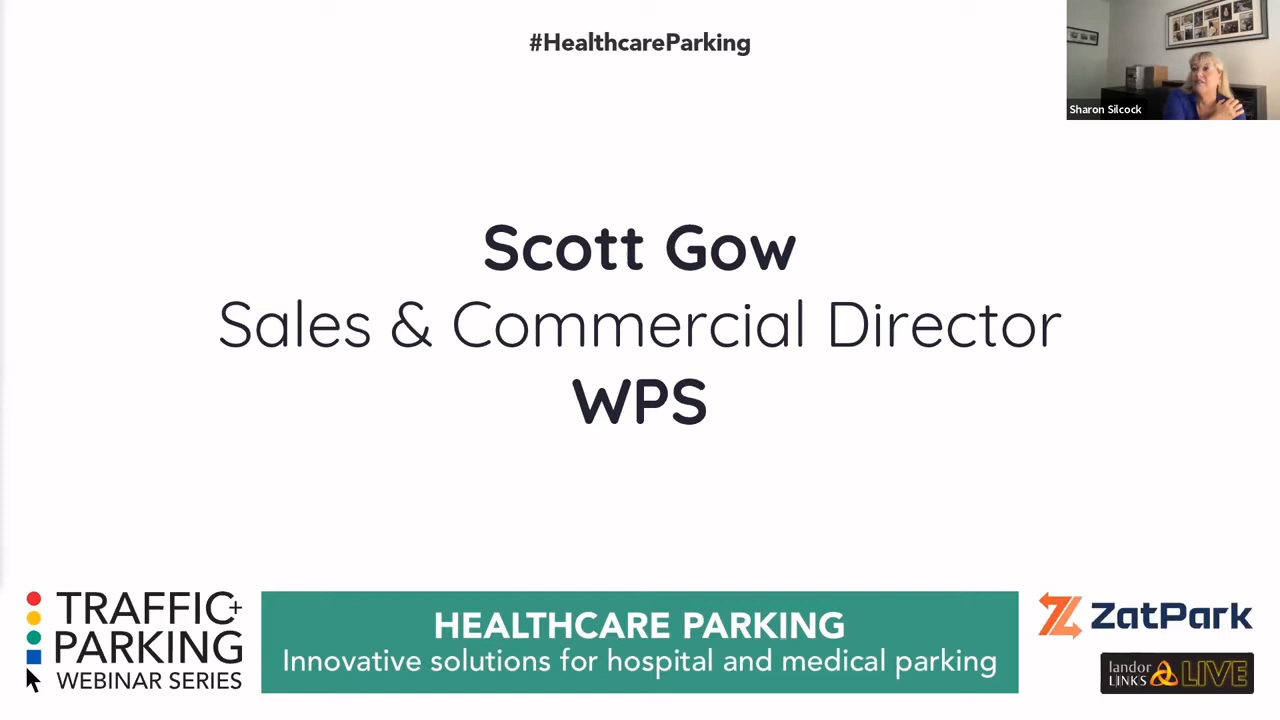 #HealthcareParking
Sharon Silcock
Scott Gow
Sales & Commercial Director
WPS
TRAFFIC+
PARKING
WEBINAR SERIES
HEALTHCARE PARKING
Innovative solutions for hospital and medical parking
ZatPark
landor
LINKS
LIVE